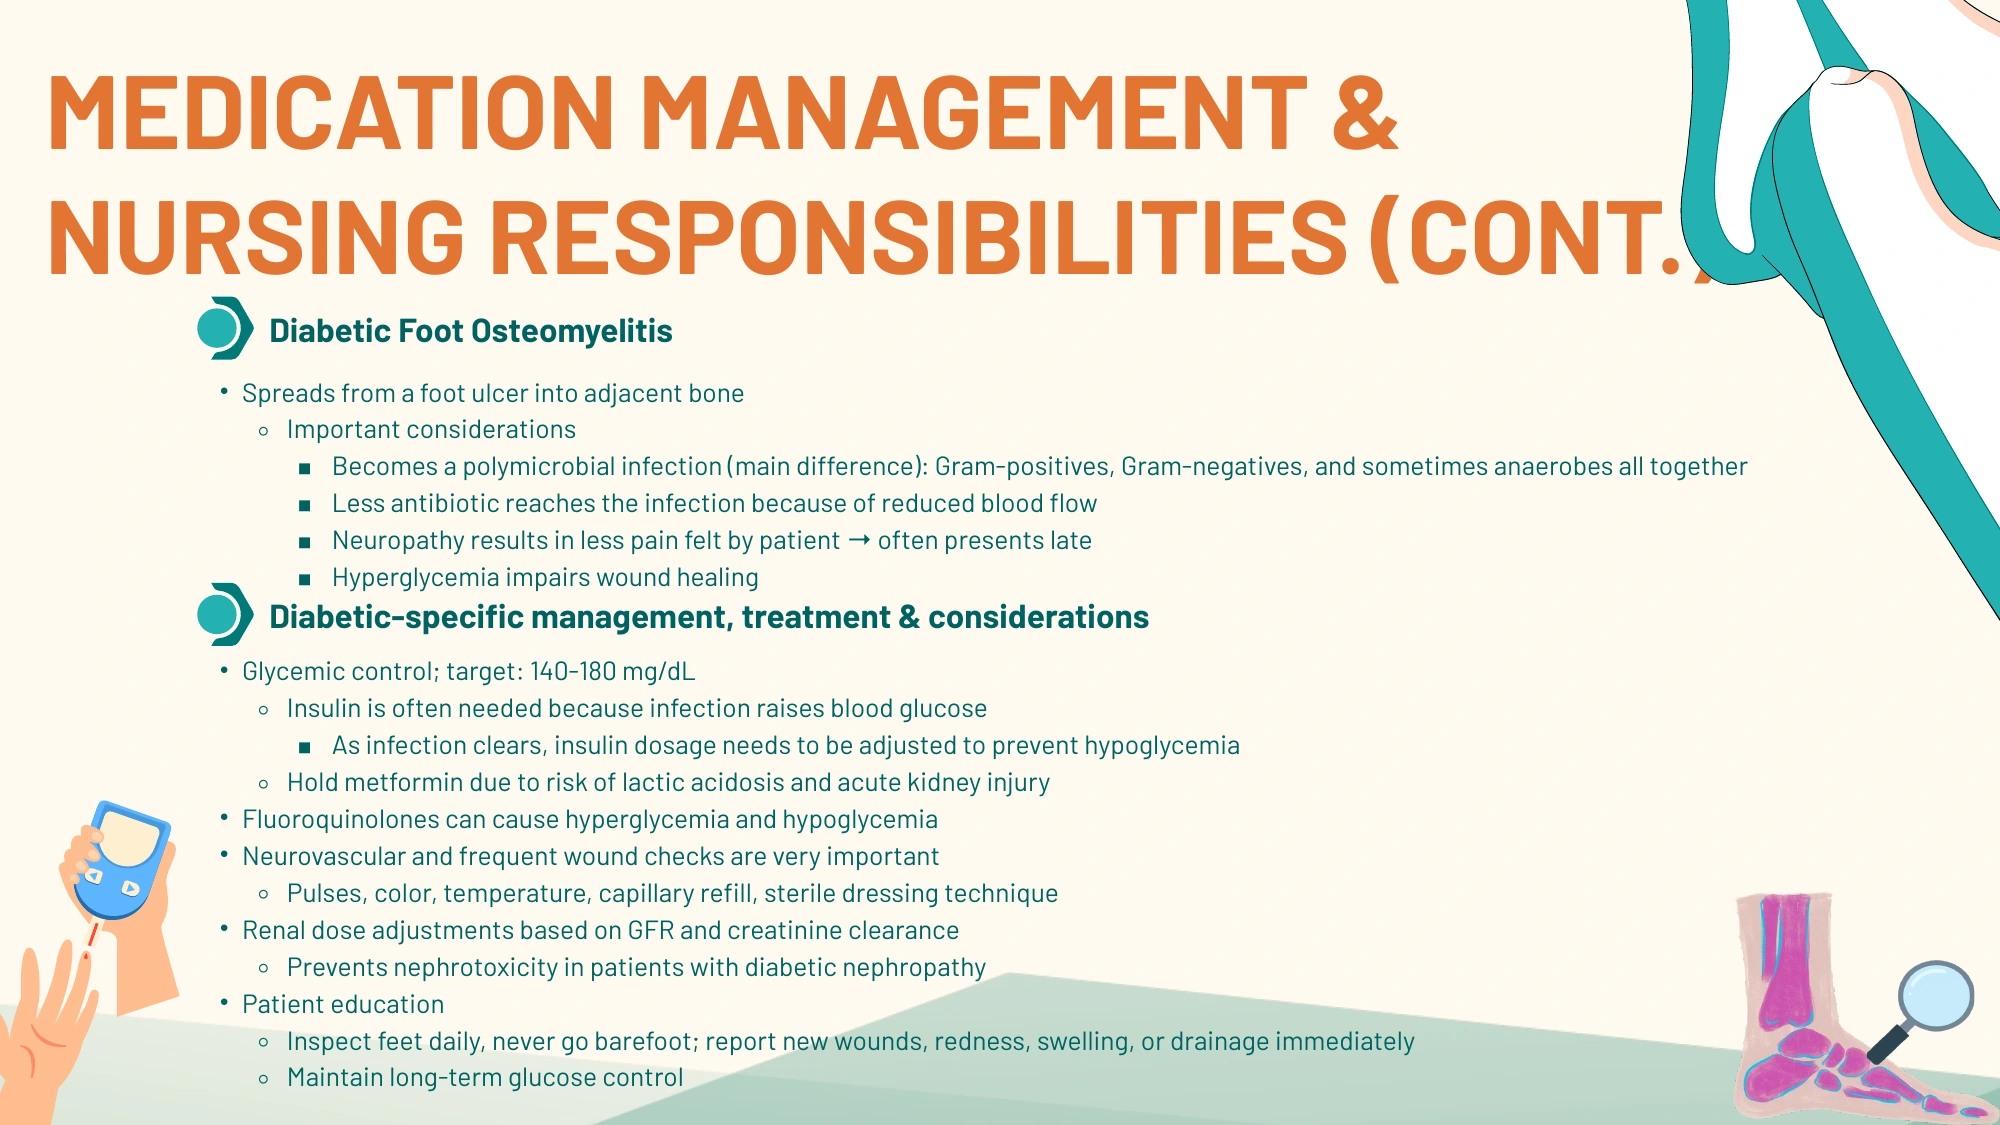 MEDICATION MANAGEMENT &
NURSING RESPONSIBILITIES (CONT.)
Diabetic Foot Osteomyelitis
• Spreads from a foot ulcer into adjacent bone
◦ Important considerations
▪ Becomes a polymicrobial infection (main difference): Gram-positives, Gram-negatives, and sometimes anaerobes all together
▪ Less antibiotic reaches the infection because of reduced blood flow
▪ Neuropathy results in less pain felt by patient → often presents late
▪ Hyperglycemia impairs wound healing
Diabetic-specific management, treatment & considerations
• Glycemic control; target: 140-180 mg/dL
◦ Insulin is often needed because infection raises blood glucose
▪ As infection clears, insulin dosage needs to be adjusted to prevent hypoglycemia
◦ Hold metformin due to risk of lactic acidosis and acute kidney injury
• Fluoroquinolones can cause hyperglycemia and hypoglycemia
• Neurovascular and frequent wound checks are very important
◦ Pulses, color, temperature, capillary refill, sterile dressing technique
• Renal dose adjustments based on GFR and creatinine clearance
◦ Prevents nephrotoxicity in patients with diabetic nephropathy
• Patient education
◦ Inspect feet daily, never go barefoot; report new wounds, redness, swelling, or drainage immediately
◦ Maintain long-term glucose control